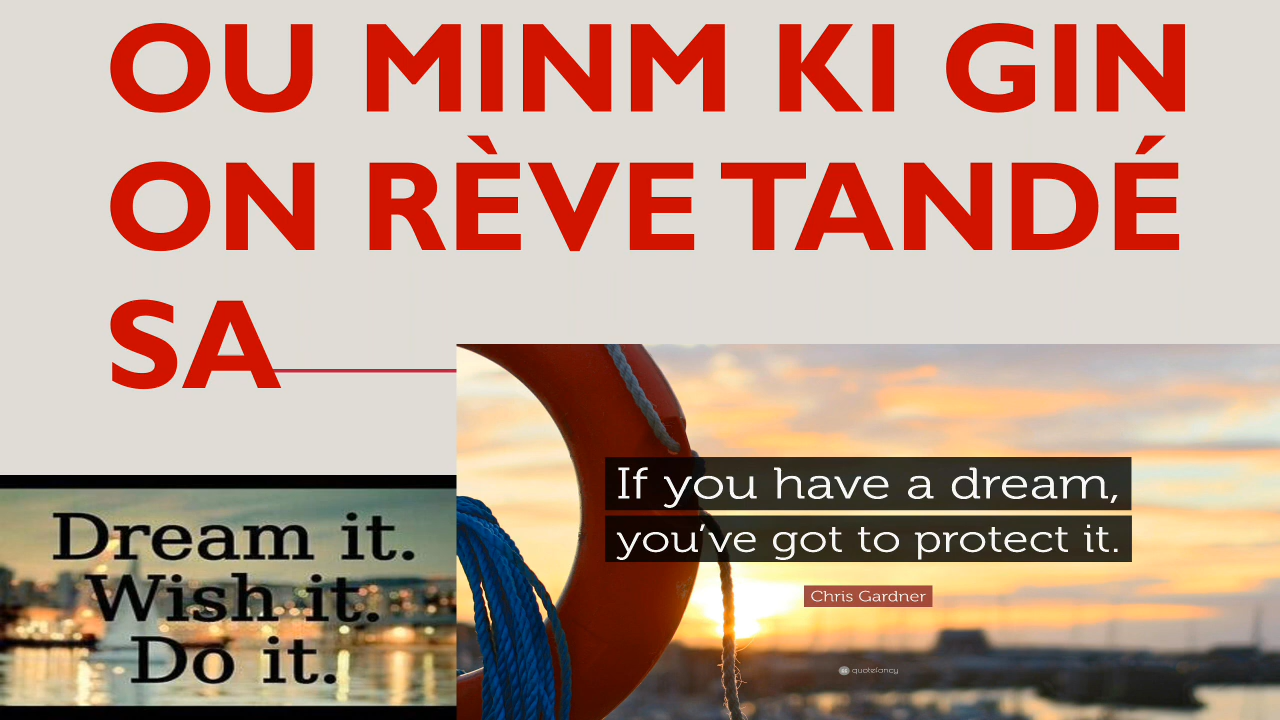 OU MINM KI GIN
ON RÈVE TANDÉ
SA
Dream it.
Wish it.
Do it.
If you have a dream,
you've got to protect it.
Chris Gardner
quotefancy